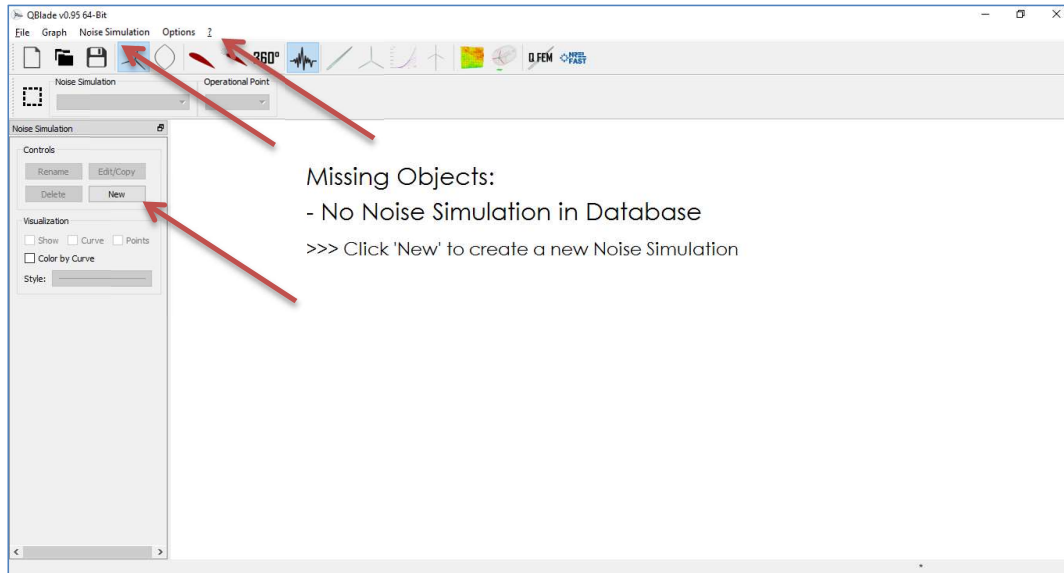 QBlade v0.95 64-Bit
File Graph Noise Simulation Options ?
360° Q FEM NREL FAST
Noise Simulation Operational Point
Noise Simulation
Controls
Rename Edit/Copy
Delete New
Visualization
Show Curve Points
Color by Curve
Style:
Missing Objects:
- No Noise Simulation in Database
>>> Click 'New' to create a new Noise Simulation